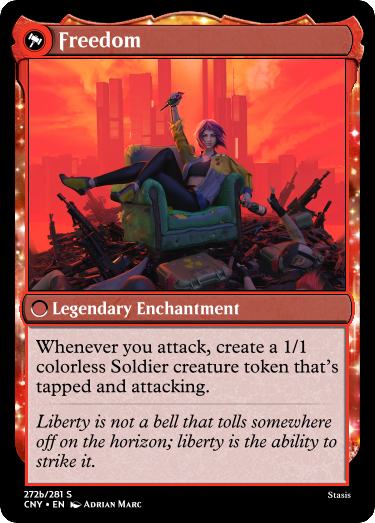 Freedom
Legendary Enchantment
Whenever you attack, create a 1/1
colorless Soldier creature token that's
tapped and attacking.
Liberty is not a bell that tolls somewhere
off on the horizon; liberty is the ability to
strike it.
272b/281 S
Stasis
CNY • EN Adrian Marc